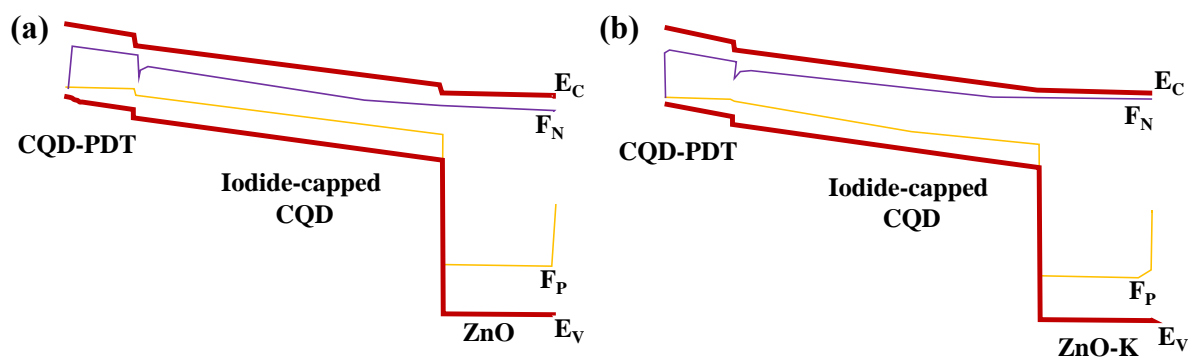 (a)
E_C
F_N
CQD-PDT
Iodide-capped
CQD
F_P
ZnO
E_V
(b)
E_C
F_N
CQD-PDT
Iodide-capped
CQD
F_P
ZnO-K
E_V